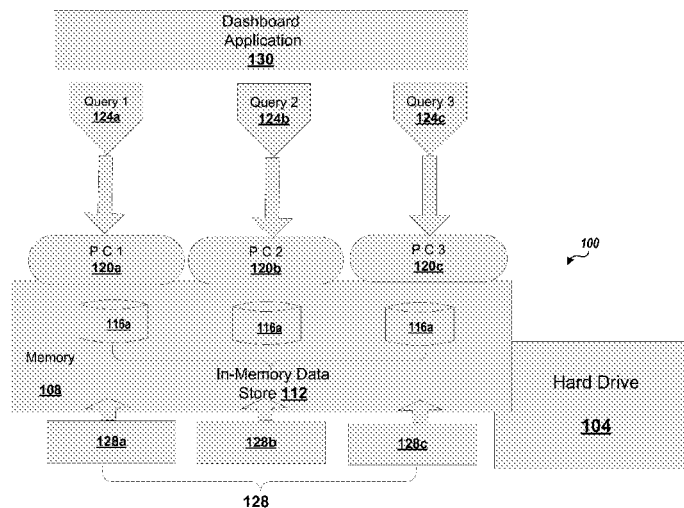 Dashboard
Application
130
Query 1
124a
Query 2
124b
Query 3
124c
P C 1
120a
P C 2
120b
P C 3
120c
100
116a
116a
116a
Memory
108
In-Memory Data
Store 112
Hard Drive
104
128a
128b
128c
128